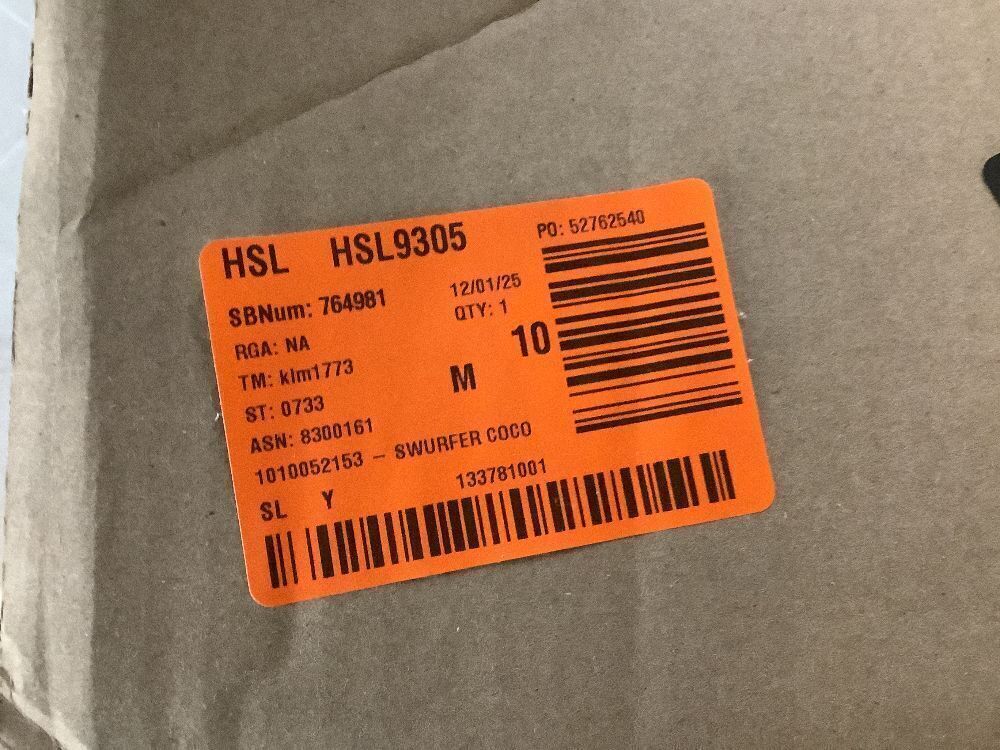 HSL HSL9305
PO: 52762540
SBNum: 764981
12/01/25
RGA: NA
QTY: 1
TM: klm1773
M
10
ST: 0733
ASN: 8300161
1010052153 – SWURFER COCO
SL Y
133781001